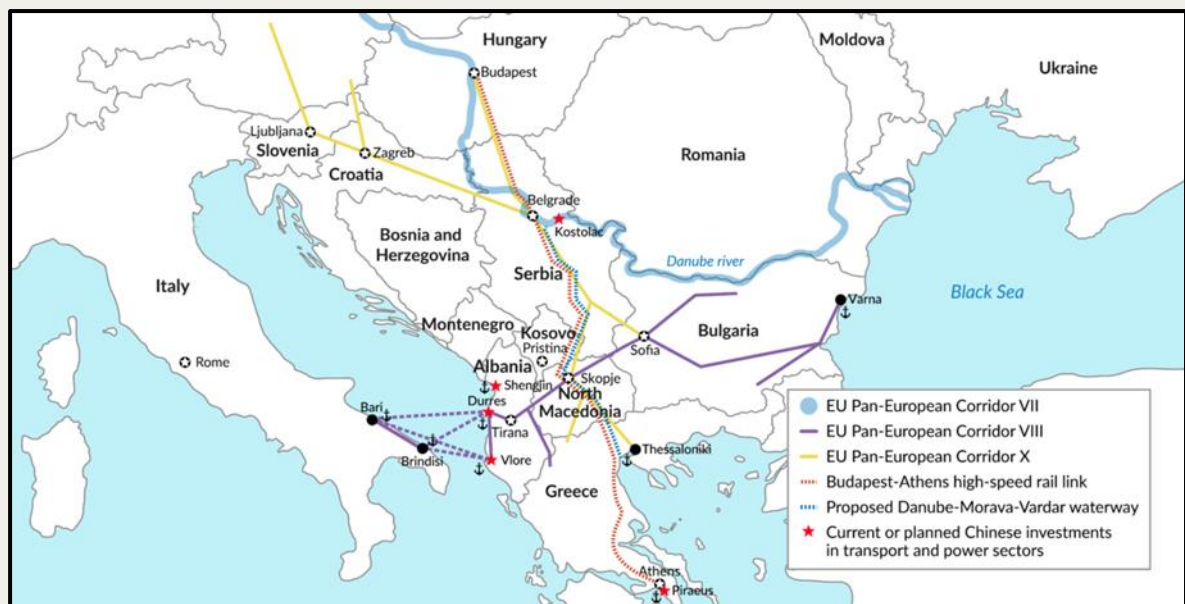 Hungary
Moldova
Ukraine
Budapest
Ljubljana
Slovenia
Zagreb
Croatia
Romania
Belgrade
Kostolac
Bosnia and
Herzegovina
Danube river
Serbia
Italy
Black Sea
Varna
Montenegro
Kosovo
Pristina
Bulgaria
Sofia
Rome
Albania
Shengjin
Skopje
Durres
North
Macedonia
Bari
Tirana
Brindisi
Vlore
Thessaloniki
Greece
Athens
Piraeus
EU Pan-European Corridor VII
EU Pan-European Corridor VIII
EU Pan-European Corridor X
Budapest-Athens high-speed rail link
Proposed Danube-Morava-Vardar waterway
Current or planned Chinese investments
in transport and power sectors